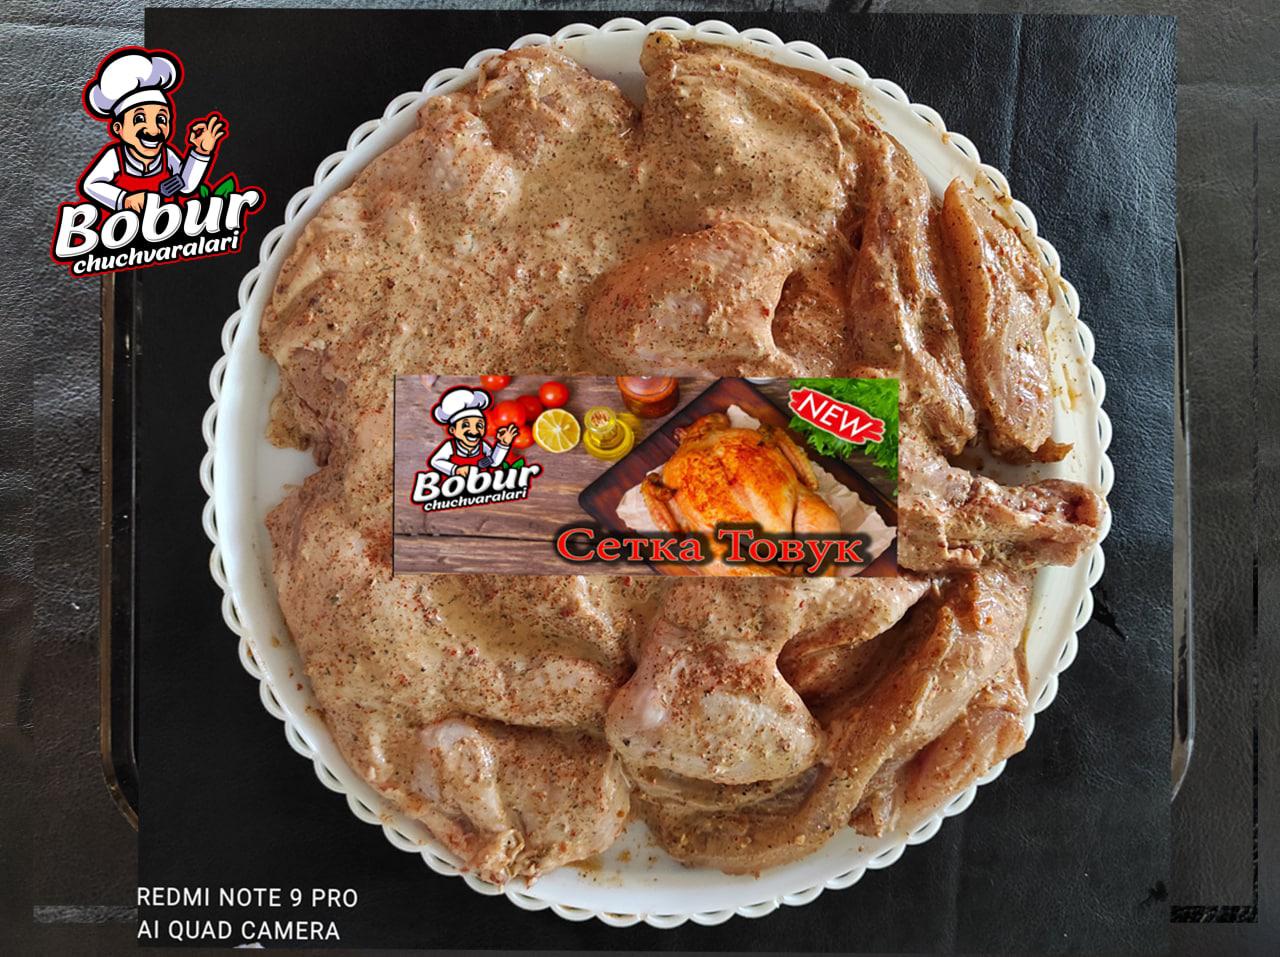 Bobur
chuchvaralari
NEW
Bobur
chuchvaralari
Сетка Товук
REDMI NOTE 9 PRO
AI QUAD CAMERA